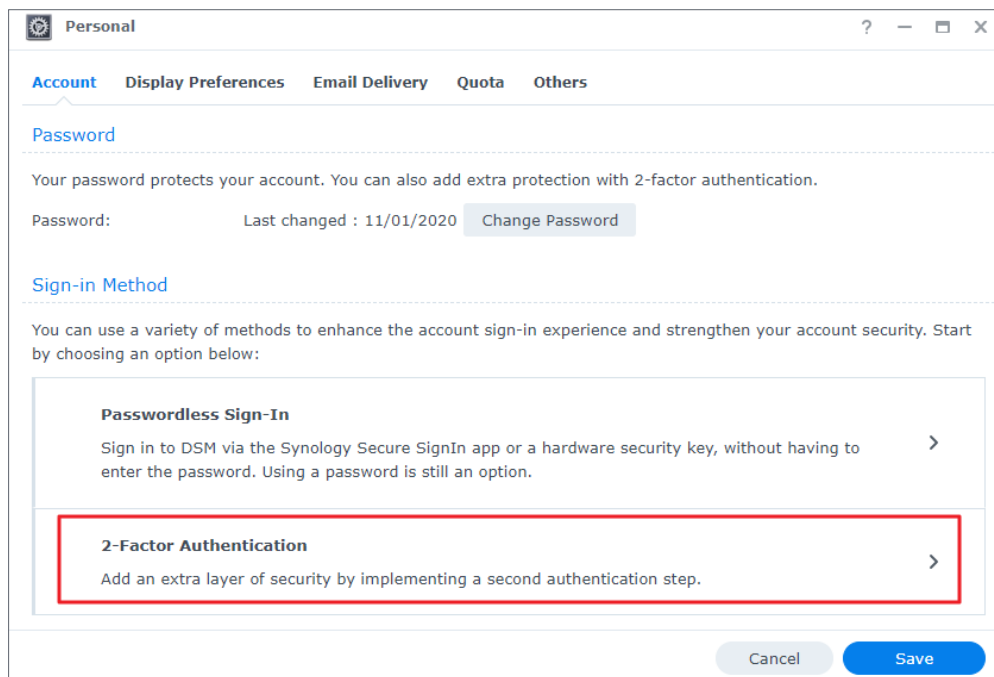 Personal
?
Account Display Preferences Email Delivery Quota Others
Password
Your password protects your account. You can also add extra protection with 2-factor authentication.
Password: Last changed : 11/01/2020 Change Password
Sign-in Method
You can use a variety of methods to enhance the account sign-in experience and strengthen your account security. Start
by choosing an option below:
Passwordless Sign-In
Sign in to DSM via the Synology Secure SignIn app or a hardware security key, without having to
enter the password. Using a password is still an option.
2-Factor Authentication
Add an extra layer of security by implementing a second authentication step.
Cancel Save